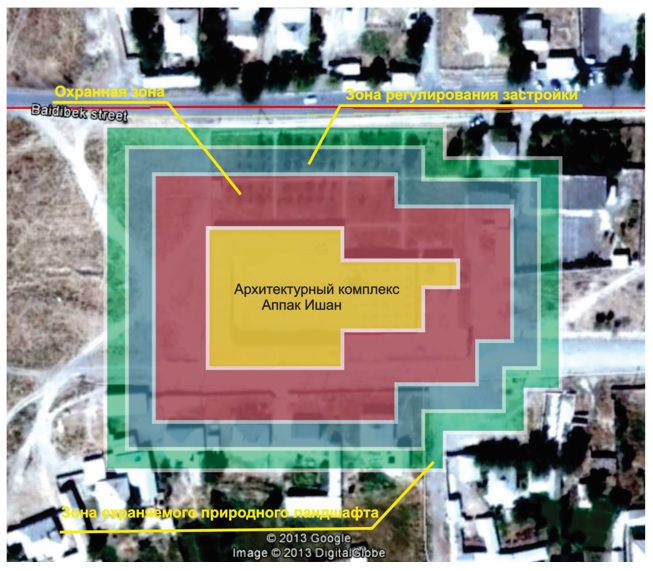 Охранная зона
Зона регулирования застройки
Baidibek street
Архитектурный комплекс
Аппак Ишан
Зона охраняемого природного ландшафта
© 2013 Google
Image © 2013 DigitalGlobe